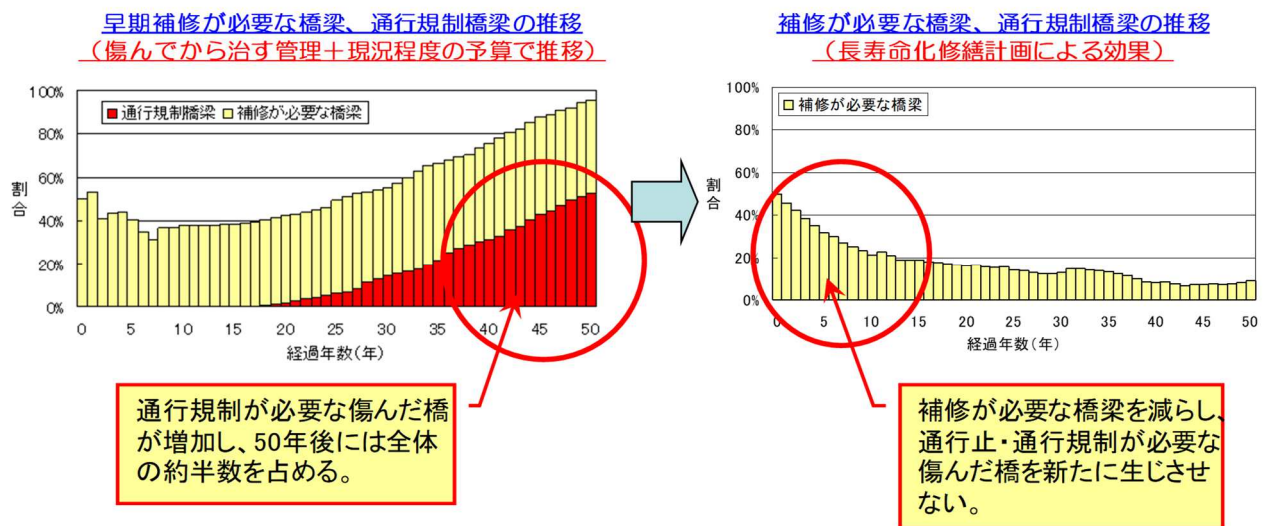 早期補修が必要な橋梁、通行規制橋梁の推移
（傷んでから治す管理＋現況程度の予算で推移）
100%
80%
60%
40%
20%
0%
割合
通行規制橋梁 補修が必要な橋梁
0 5 10 15 20 25 30 35 40 45 50
経過年数(年)
通行規制が必要な傷んだ橋
が増加し、50年後には全体
の約半数を占める。
補修が必要な橋梁、通行規制橋梁の推移
（長寿命化修繕計画による効果）
100%
80%
60%
40%
20%
0%
割合
補修が必要な橋梁
0 5 10 15 20 25 30 35 40 45 50
経過年数(年)
補修が必要な橋梁を減らし、
通行止・通行規制が必要な
傷んだ橋を新たに生じさせ
ない。